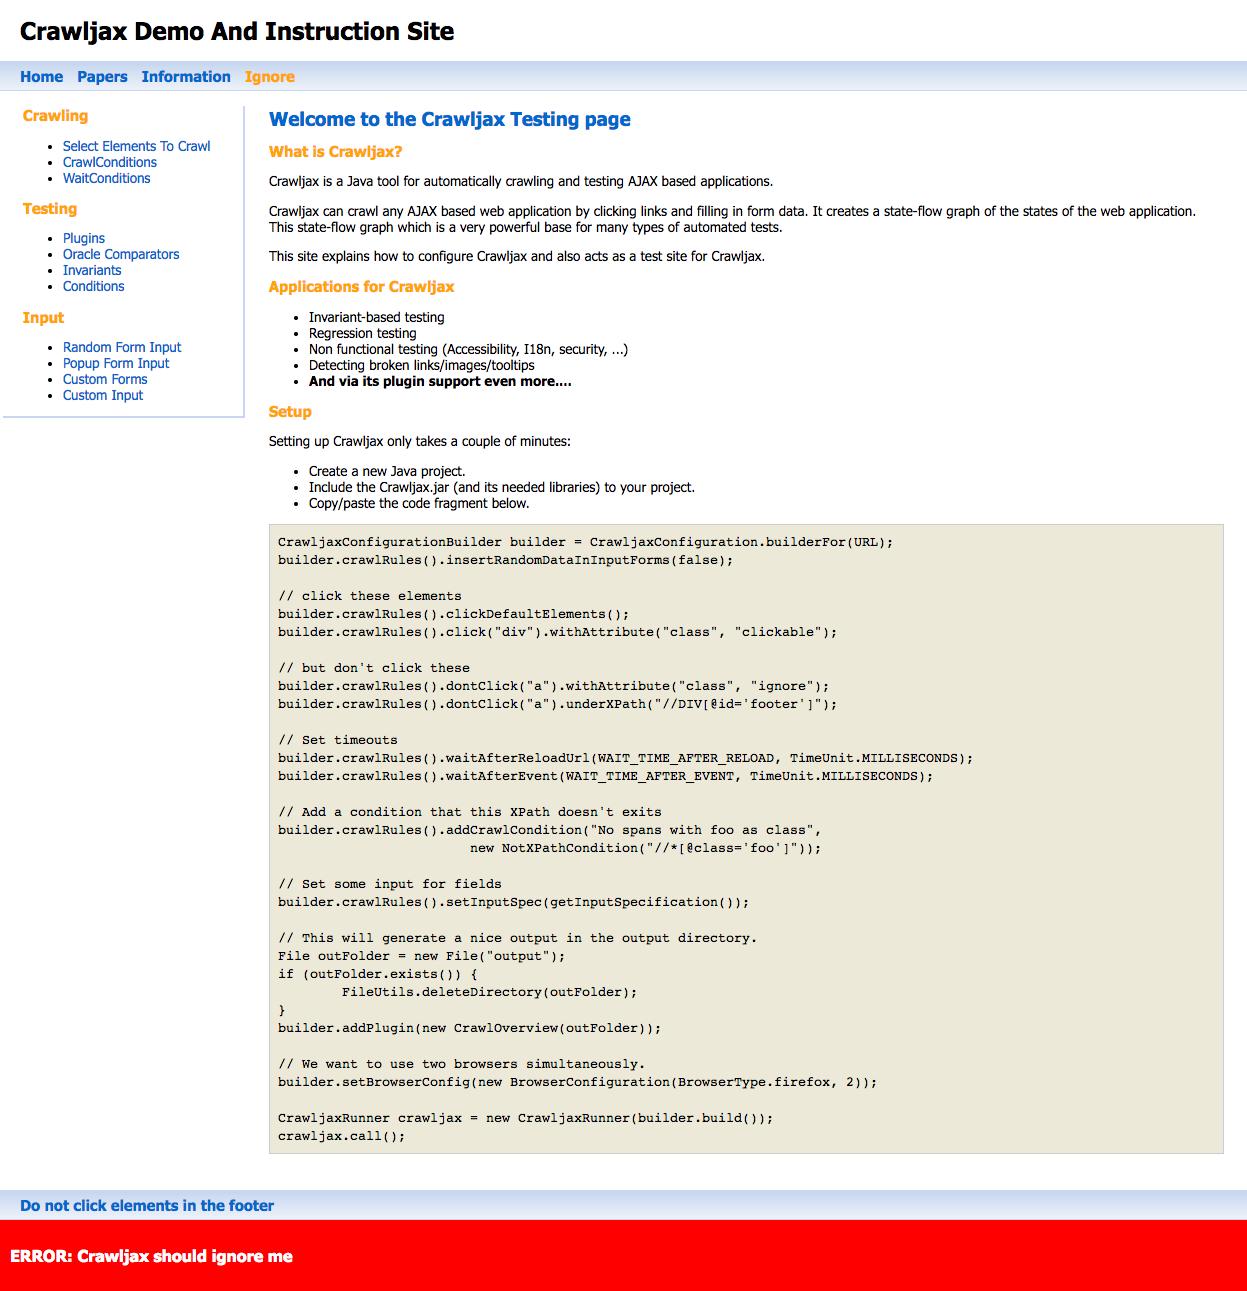 Crawljax Demo And Instruction Site
Home Papers Information Ignore
Crawling
Select Elements To Crawl
CrawlConditions
WaitConditions
Testing
Plugins
Oracle Comparators
Invariants
Conditions
Input
Random Form Input
Popup Form Input
Custom Forms
Custom Input
Welcome to the Crawljax Testing page
What is Crawljax?
Crawljax is a Java tool for automatically crawling and testing AJAX based applications.
Crawljax can crawl any AJAX based web application by clicking links and filling in form data. It creates a state-flow graph of the states of the web application.
This state-flow graph which is a very powerful base for many types of automated tests.
This site explains how to configure Crawljax and also acts as a test site for Crawljax.
Applications for Crawljax
Invariant-based testing
Regression testing
Non functional testing (Accessibility, I18n, security, ...)
Detecting broken links/images/tooltips
And via its plugin support even more....
Setup
Setting up Crawljax only takes a couple of minutes:
Create a new Java project.
Include the Crawljax.jar (and its needed libraries) to your project.
Copy/paste the code fragment below.
CrawljaxConfigurationBuilder builder = CrawljaxConfiguration.builderFor(URL);
builder.crawlRules().insertRandomDataInInputForms(false);
// click these elements
builder.crawlRules().clickDefaultElements();
builder.crawlRules().click("div").withAttribute("class", "clickable");
// but don't click these
builder.crawlRules().dontClick("a").withAttribute("class", "ignore");
builder.crawlRules().dontClick("a").underXPath("//DIV[@id='footer']");
// Set timeouts
builder.crawlRules().waitAfterReloadUrl(WAIT_TIME_AFTER_RELOAD, TimeUnit.MILLISECONDS);
builder.crawlRules().waitAfterEvent(WAIT_TIME_AFTER_EVENT, TimeUnit.MILLISECONDS);
// Add a condition that this XPath doesn't exits
builder.crawlRules().addCrawlCondition("No spans with foo as class",
new NotXPathCondition("//*[@class='foo']"));
// Set some input for fields
builder.crawlRules().setInputSpec(getInputSpecification());
// This will generate a nice output in the output directory.
File outFolder = new File("output");
if (outFolder.exists()) {
FileUtils.deleteDirectory(outFolder);
}
builder.addPlugin(new CrawlOverview(outFolder));
// We want to use two browsers simultaneously.
builder.setBrowserConfig(new BrowserConfiguration(BrowserType.firefox, 2));
CrawljaxRunner crawljax = new CrawljaxRunner(builder.build());
crawljax.call();
Do not click elements in the footer
ERROR: Crawljax should ignore me